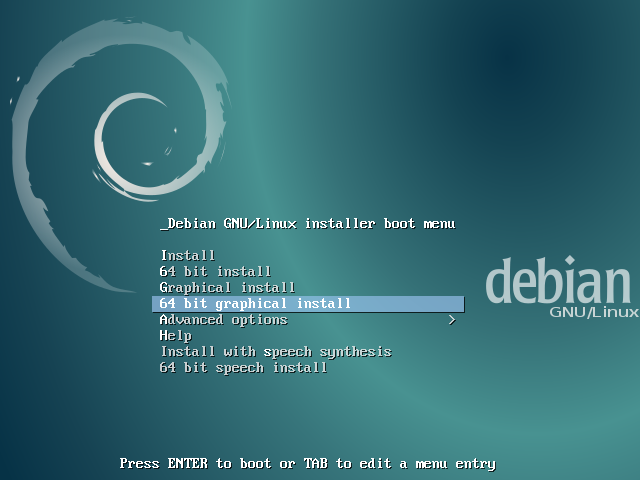 _Debian GNU/Linux installer boot menu
Install
64 bit install
Graphical install
64 bit graphical install
Advanced options >
Help
Install with speech synthesis
64 bit speech install
debian
GNU/Linux
Press ENTER to boot or TAB to edit a menu entry